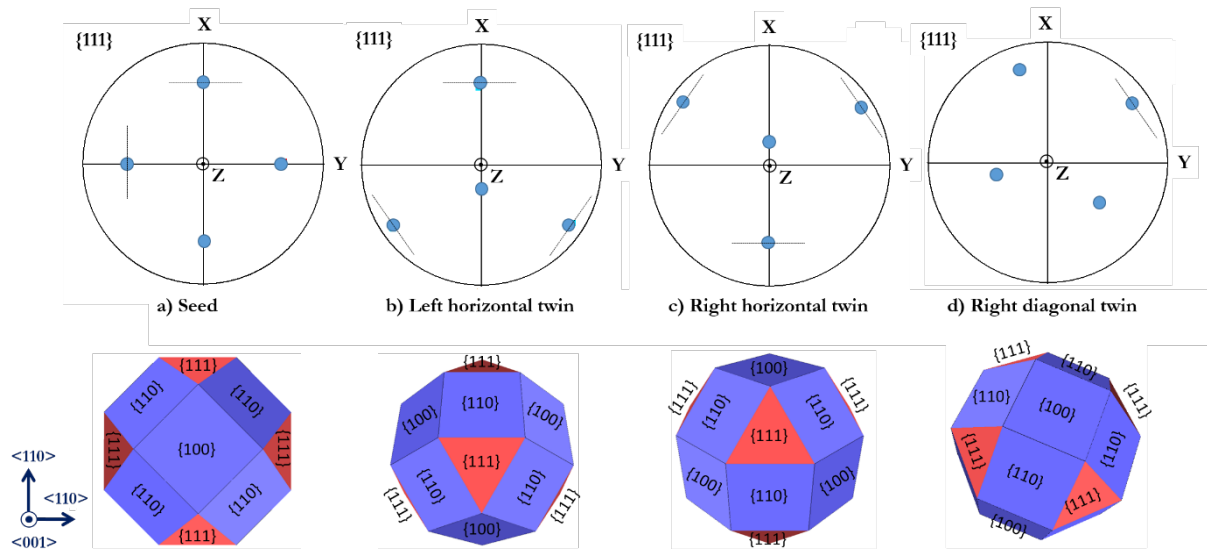 X X X X
{111} {111} {111} {111}
Y Y Y Y
Z Z Z Z
a) Seed b) Left horizontal twin c) Right horizontal twin d) Right diagonal twin
{111}
{110} {110}
{111} {100} {111}
{110} {110}
{111}
{111}
{100} {110} {100}
{111}
{110} {110}
{111} {100} {111}
{100}
{111} {110} {110} {111}
{111}
{100} {110} {100}
{111}
{111} {110}
{110} {100} {111}
{111} {110} {110}
{111}
{100}
<110>
<110>
<001>